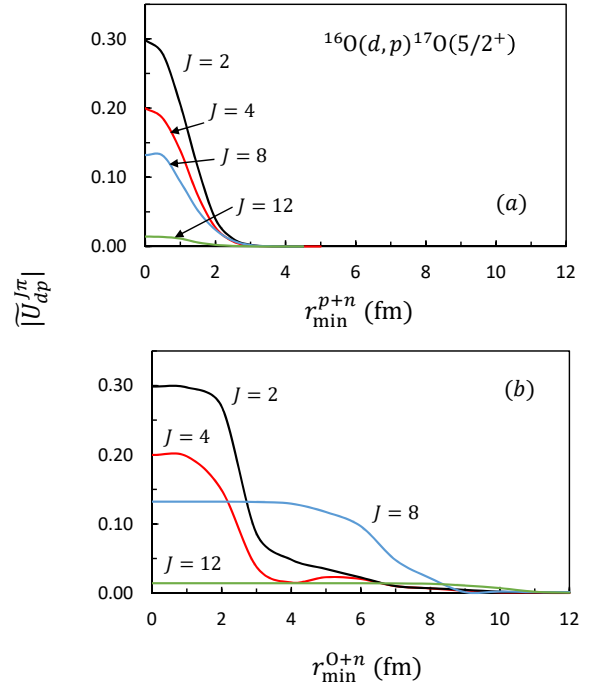 0.30
0.20
0.10
0.00
¹⁶O(d, p)¹⁷O(5/2⁺)
J = 2
J = 4
J = 8
J = 12
(a)
0 2 4 6 8 10 12
r_min^{p+n} (fm)
|Ũ_{dp}^{Jπ}|
0.30
0.20
0.10
0.00
(b)
J = 2
J = 4
J = 8
J = 12
0 2 4 6 8 10 12
r_min^{O+n} (fm)